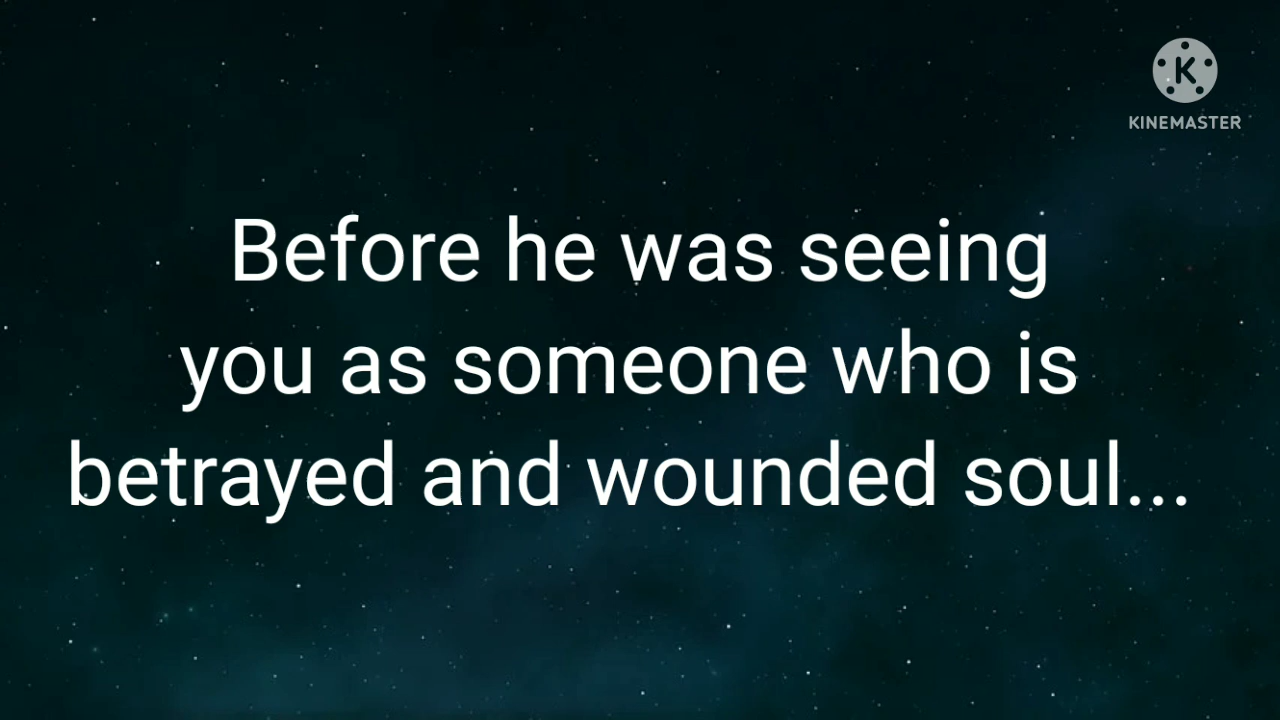 K
KINEMASTER
Before he was seeing
you as someone who is
betrayed and wounded soul...